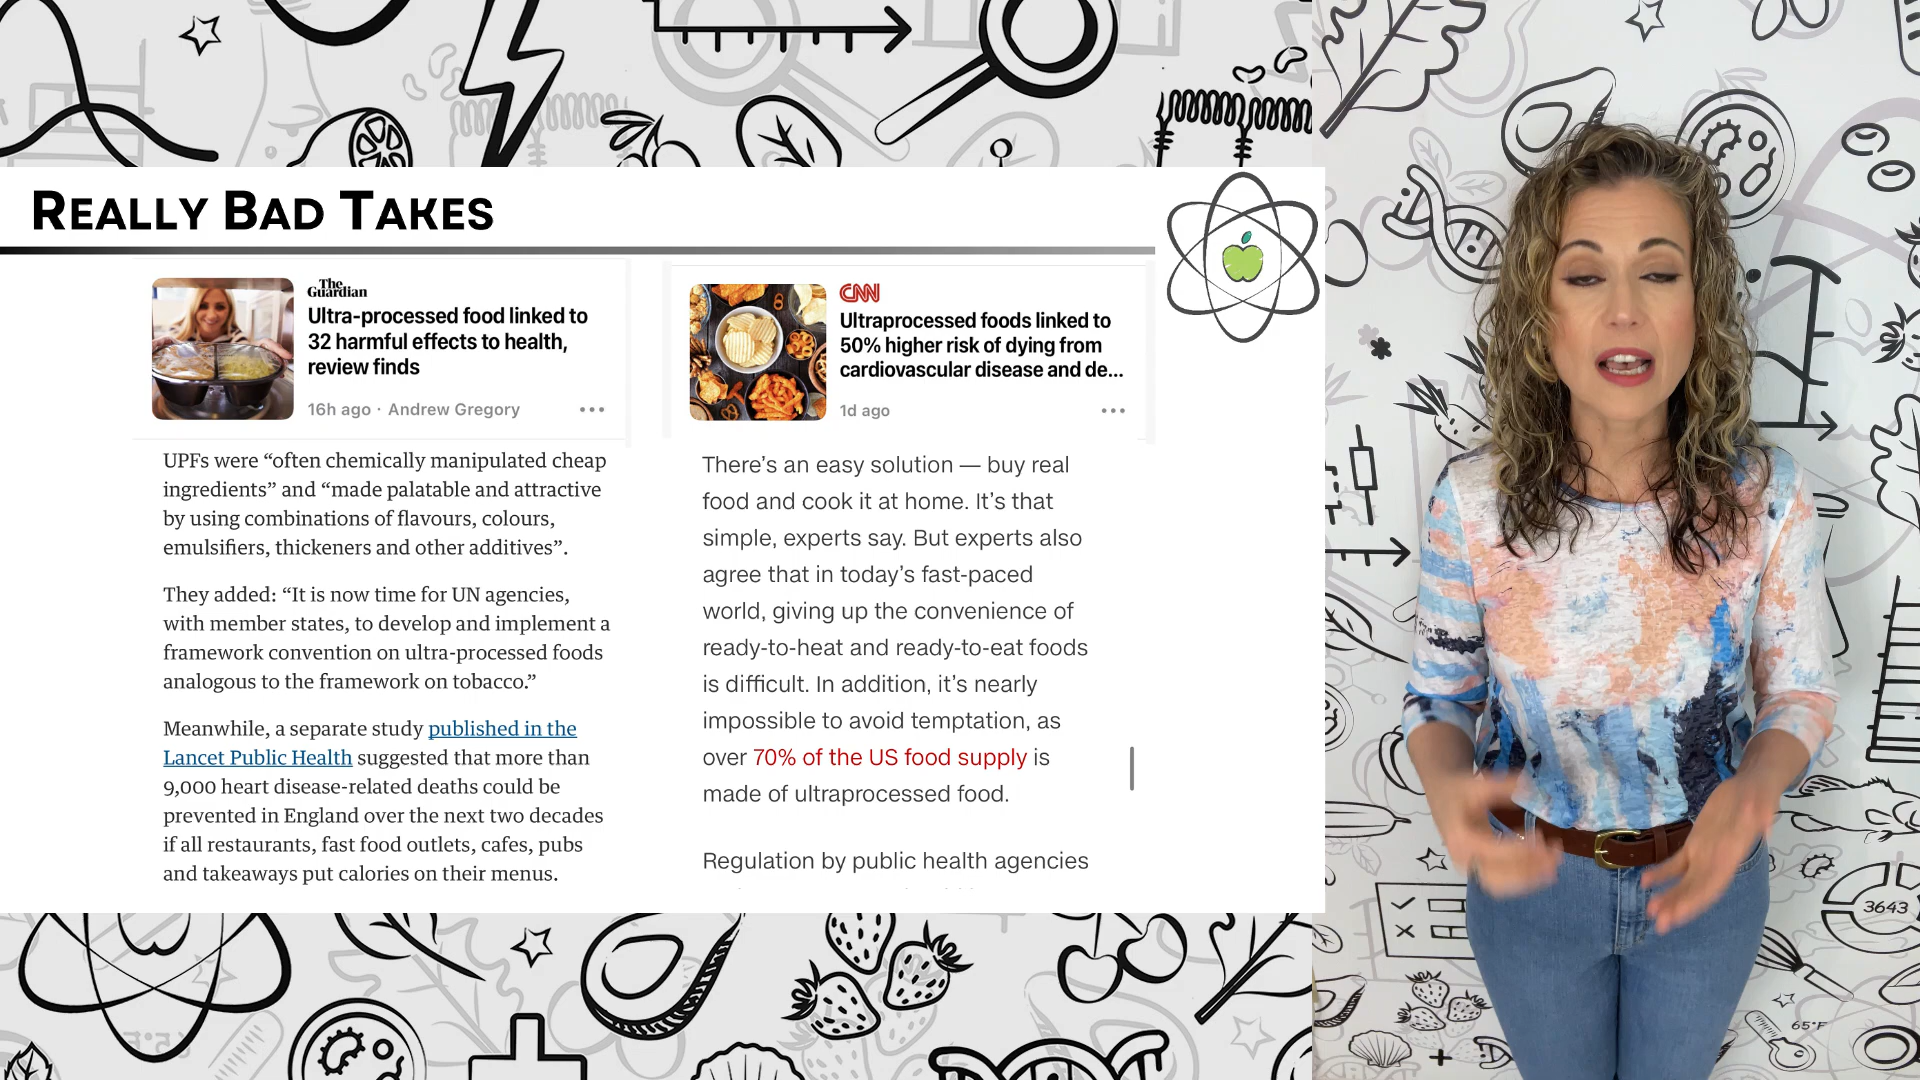 REALLY BAD TAKES
The
Guardian
Ultra-processed food linked to
32 harmful effects to health,
review finds
16h ago · Andrew Gregory
UPFs were “often chemically manipulated cheap
ingredients” and “made palatable and attractive
by using combinations of flavours, colours,
emulsifiers, thickeners and other additives”.
They added: “It is now time for UN agencies,
with member states, to develop and implement a
framework convention on ultra-processed foods
analogous to the framework on tobacco.”
Meanwhile, a separate study published in the
Lancet Public Health suggested that more than
9,000 heart disease-related deaths could be
prevented in England over the next two decades
if all restaurants, fast food outlets, cafes, pubs
and takeaways put calories on their menus.
CNN
Ultraprocessed foods linked to
50% higher risk of dying from
cardiovascular disease and de...
1d ago
There’s an easy solution — buy real
food and cook it at home. It’s that
simple, experts say. But experts also
agree that in today’s fast-paced
world, giving up the convenience of
ready-to-heat and ready-to-eat foods
is difficult. In addition, it’s nearly
impossible to avoid temptation, as
over 70% of the US food supply is
made of ultraprocessed food.
Regulation by public health agencies
3643
65°F